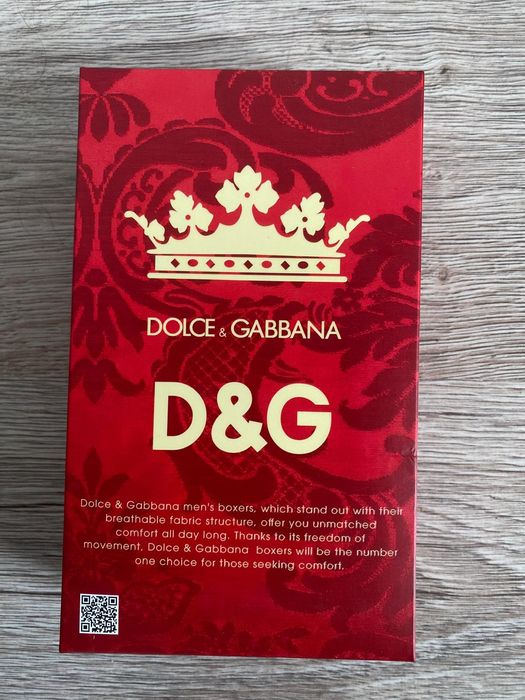 DOLCE & GABBANA
D&G
Dolce & Gabbana men's boxers, which stand out with their
breathable fabric structure, offer you unmatched
comfort all day long. Thanks to its freedom of
movement, Dolce & Gabbana boxers will be the number
one choice for those seeking comfort.